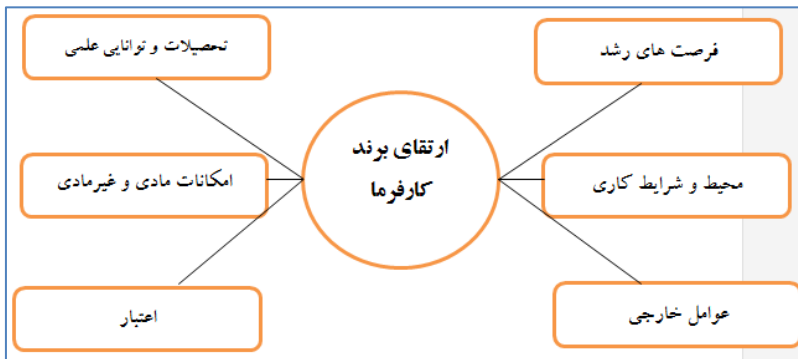 فرصت های رشد
تحصیلات و توانایی علمی
ارتقای برند
کارفرما
محیط و شرایط کاری
امکانات مادی و غیرمادی
عوامل خارجی
اعتبار